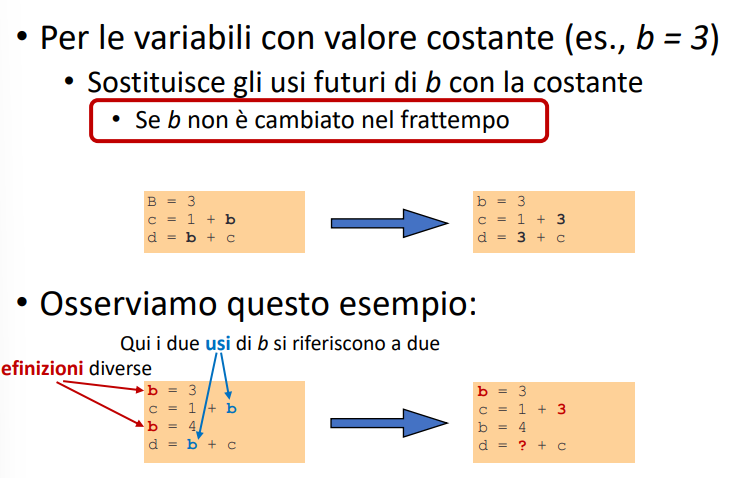 • Per le variabili con valore costante (es., b = 3)
• Sostituisce gli usi futuri di b con la costante
• Se b non è cambiato nel frattempo
B = 3
c = 1 + b
d = b + c
b = 3
c = 1 + 3
d = 3 + c
• Osserviamo questo esempio:
Qui i due usi di b si riferiscono a due
efinizioni diverse
b = 3
c = 1 + b
b = 4
d = b + c
b = 3
c = 1 + 3
b = 4
d = ? + c